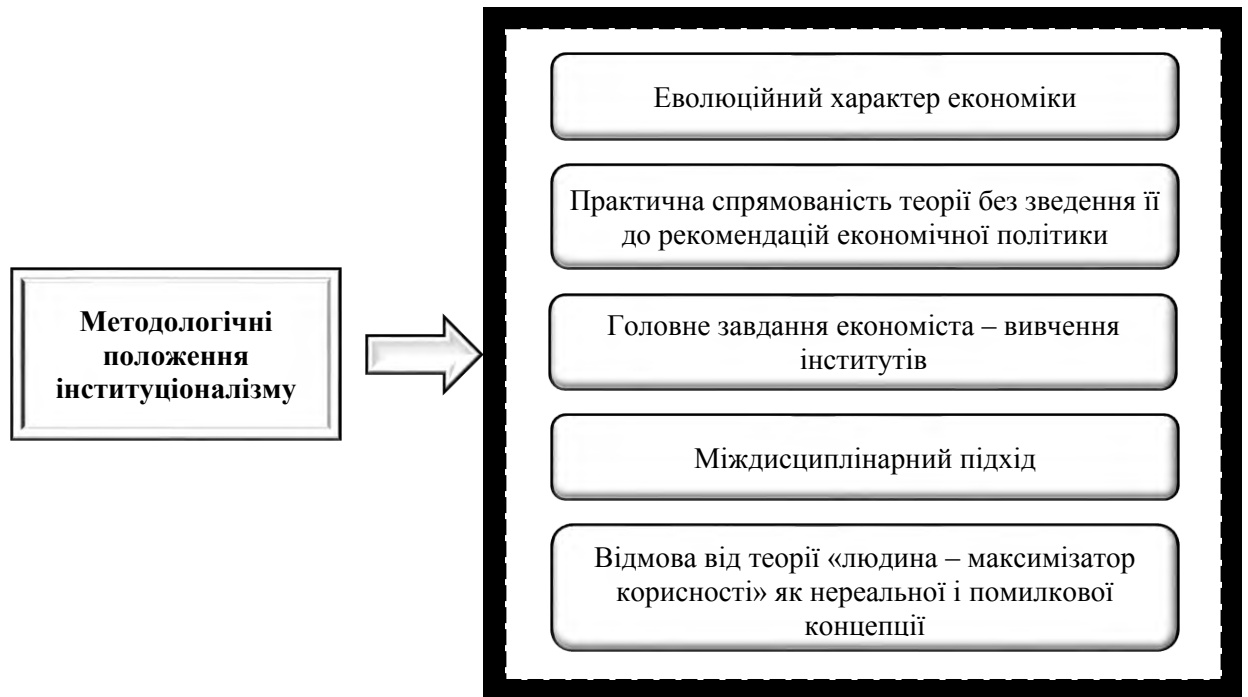 Методологічні
положення
інституціоналізму
Еволюційний характер економіки
Практична спрямованість теорії без зведення її
до рекомендацій економічної політики
Головне завдання економіста – вивчення
інститутів
Міждисциплінарний підхід
Відмова від теорії «людина – максимізатор
корисності» як нереальної і помилкової
концепції